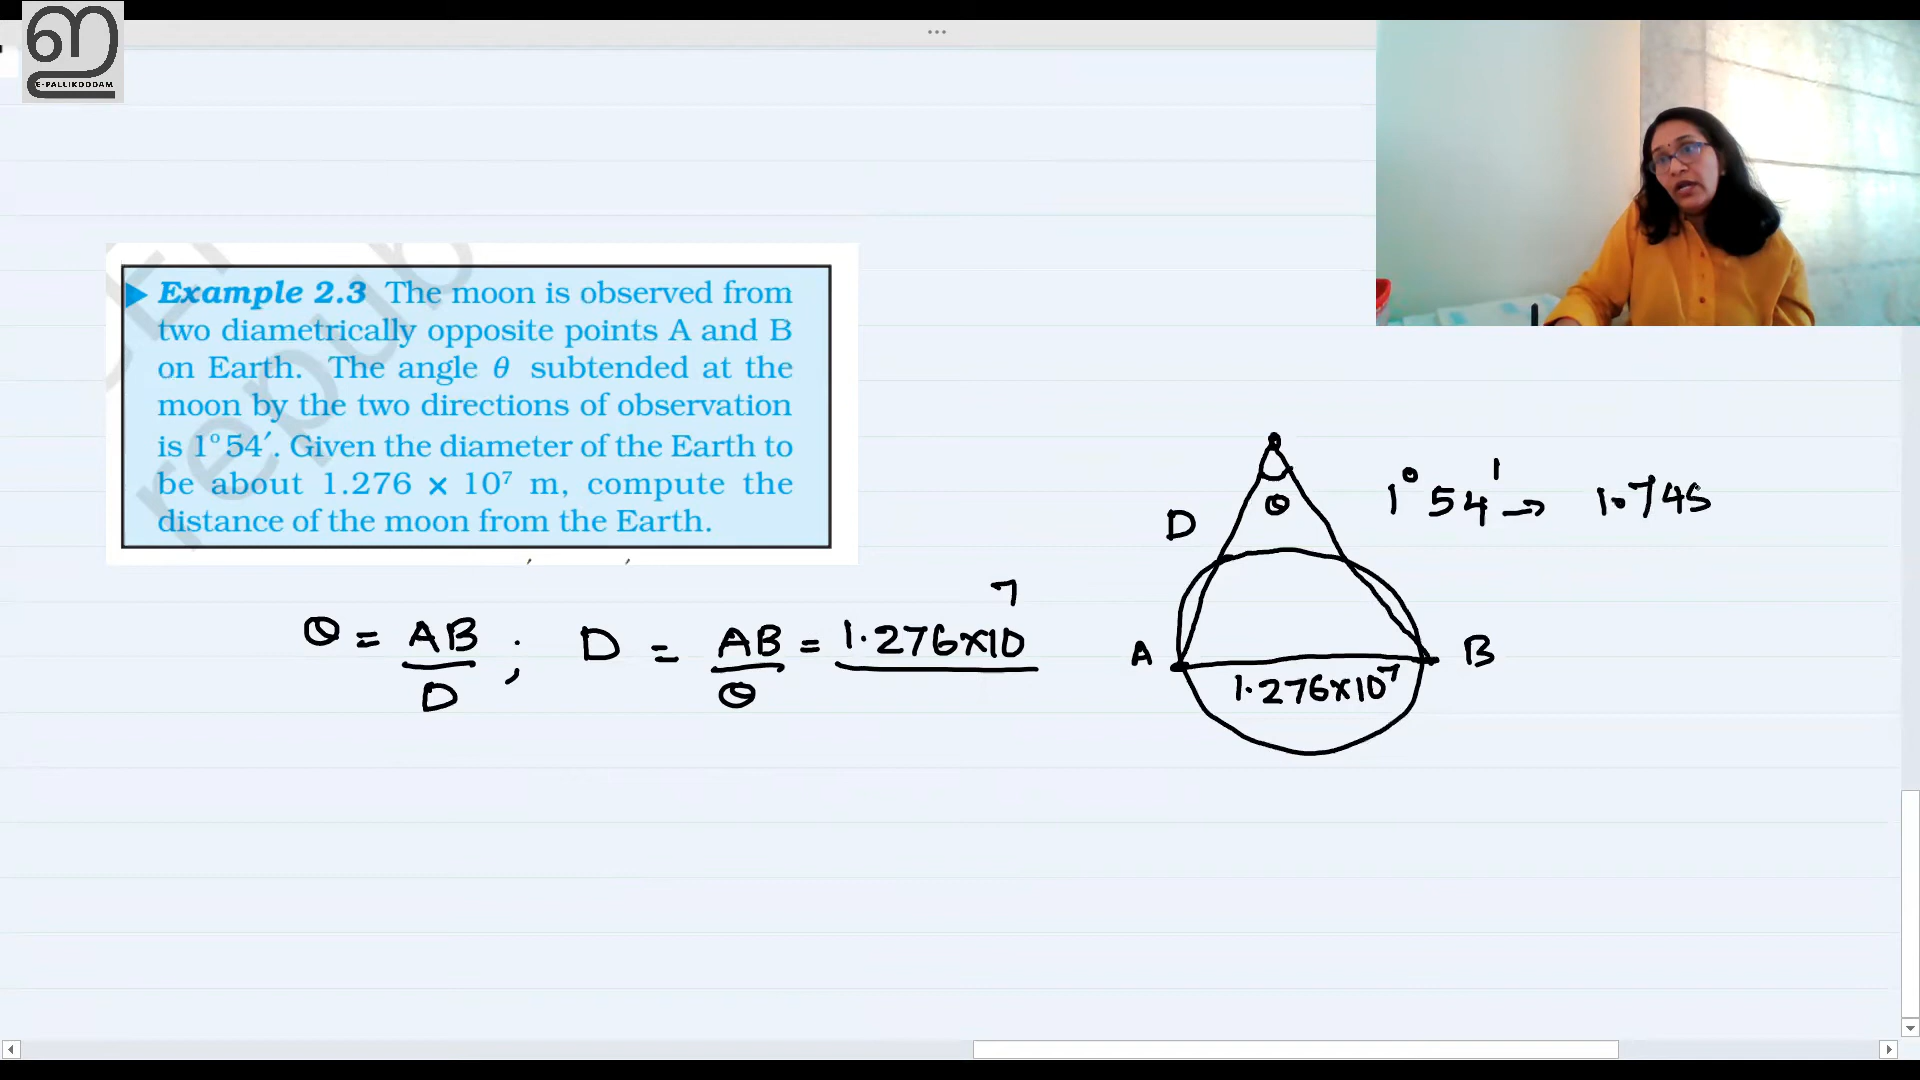 E-PALLIKOODAM
Example 2.3 The moon is observed from
two diametrically opposite points A and B
on Earth. The angle θ subtended at the
moon by the two directions of observation
is 1° 54′. Given the diameter of the Earth to
be about 1.276 × 10⁷ m, compute the
distance of the moon from the Earth.
repub
θ = AB/D ; D = AB/θ = 1.276×10⁷
θ
D
1° 54′ → 1.745
A
B
1.276×10⁷